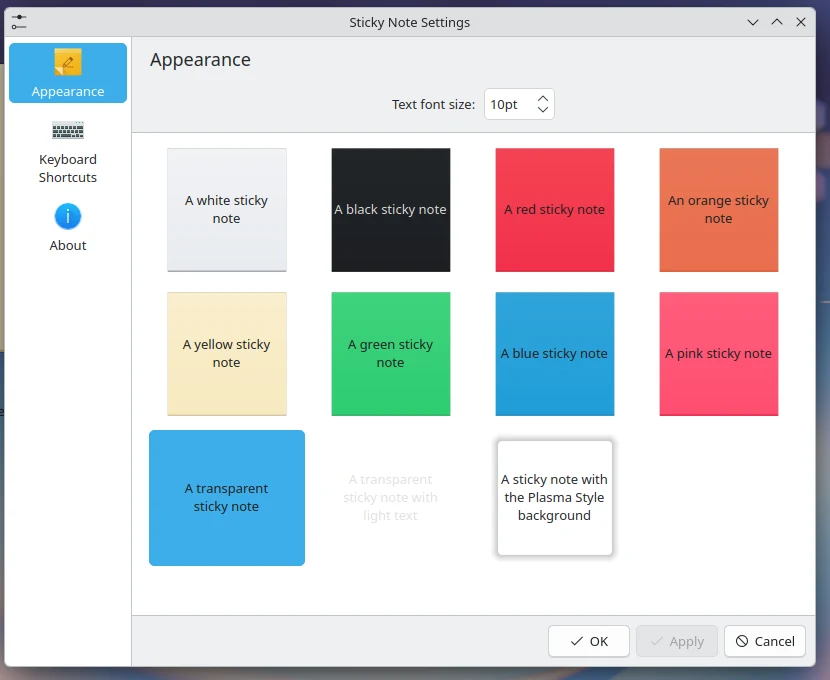 Sticky Note Settings
Appearance
Keyboard
Shortcuts
About
Appearance
Text font size: 10pt
A white sticky
note
A black sticky note
A red sticky note
An orange sticky
note
A yellow sticky
note
A green sticky
note
A blue sticky note
A pink sticky note
A transparent
sticky note
A transparent
sticky note with
light text
A sticky note with
the Plasma Style
background
OK
Apply
Cancel